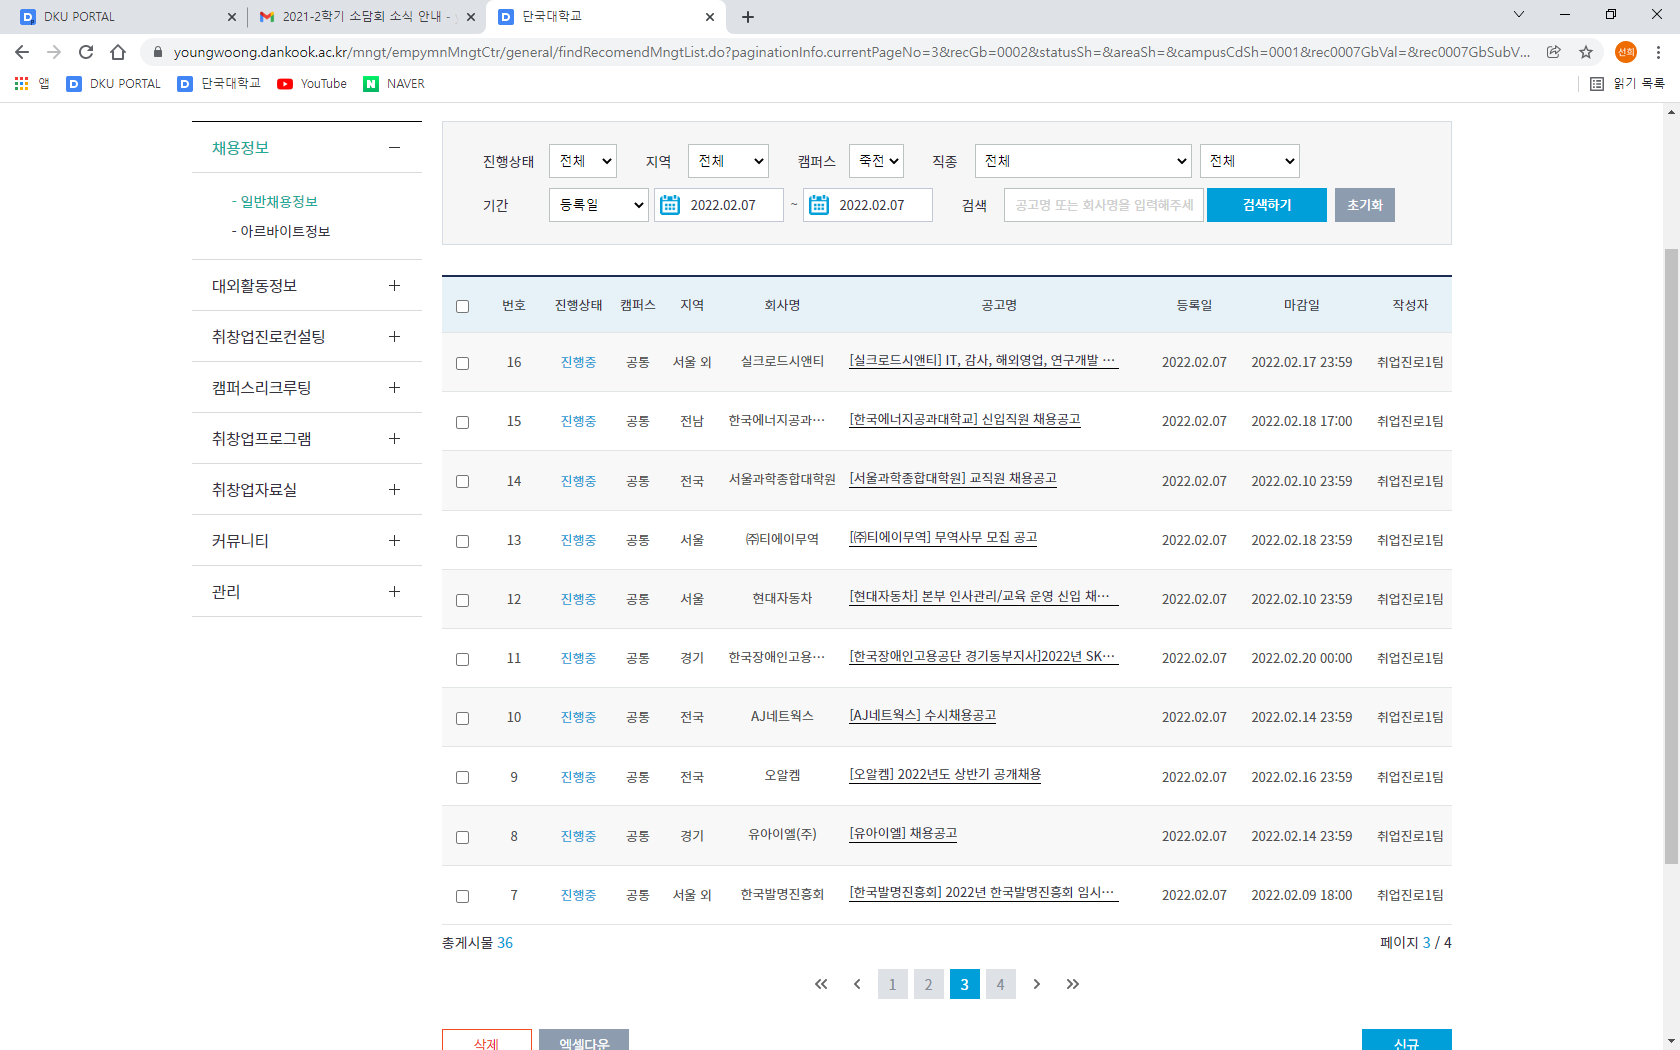 DKU PORTAL
2021-2학기 소담회 소식 안내 -
단국대학교
youngwoong.dankook.ac.kr/mngt/empymnMngtCtr/general/findRecomendMngtList.do?paginationInfo.currentPageNo=3&recGb=0002&statusSh=&areaSh=&campusCdSh=0001&rec0007GbVal=&rec0007GbSubV...
선희
앱
DKU PORTAL
단국대학교
YouTube
NAVER
읽기 목록
채용정보
- 일반채용정보
- 아르바이트정보
대외활동정보
취창업진로컨설팅
캠퍼스리크루팅
취창업프로그램
취창업자료실
커뮤니티
관리
진행상태 전체 지역 전체 캠퍼스 죽전 직종 전체 전체
기간 등록일 2022.02.07 ~ 2022.02.07 검색 공고명 또는 회사명을 입력해주세 검색하기 초기화
번호 진행상태 캠퍼스 지역 회사명 공고명 등록일 마감일 작성자
16 진행중 공통 서울 외 실크로드시앤티 [실크로드시앤티] IT, 감사, 해외영업, 연구개발 ··· 2022.02.07 2022.02.17 23:59 취업진로1팀
15 진행중 공통 전남 한국에너지공과··· [한국에너지공과대학교] 신입직원 채용공고 2022.02.07 2022.02.18 17:00 취업진로1팀
14 진행중 공통 전국 서울과학종합대학원 [서울과학종합대학원] 교직원 채용공고 2022.02.07 2022.02.10 23:59 취업진로1팀
13 진행중 공통 서울 ㈜티에이무역 [㈜티에이무역] 무역사무 모집 공고 2022.02.07 2022.02.18 23:59 취업진로1팀
12 진행중 공통 서울 현대자동차 [현대자동차] 본부 인사관리/교육 운영 신입 채··· 2022.02.07 2022.02.10 23:59 취업진로1팀
11 진행중 공통 경기 한국장애인고용··· [한국장애인고용공단 경기동부지사]2022년 SK··· 2022.02.07 2022.02.20 00:00 취업진로1팀
10 진행중 공통 전국 AJ네트웍스 [AJ네트웍스] 수시채용공고 2022.02.07 2022.02.14 23:59 취업진로1팀
9 진행중 공통 전국 오알켐 [오알켐] 2022년도 상반기 공개채용 2022.02.07 2022.02.16 23:59 취업진로1팀
8 진행중 공통 경기 유아이엘(주) [유아이엘] 채용공고 2022.02.07 2022.02.14 23:59 취업진로1팀
7 진행중 공통 서울 외 한국발명진흥회 [한국발명진흥회] 2022년 한국발명진흥회 임시··· 2022.02.07 2022.02.09 18:00 취업진로1팀
총게시물 36
페이지 3 / 4
« ‹ 1 2 3 4 › »
삭제 엑셀다운 신규